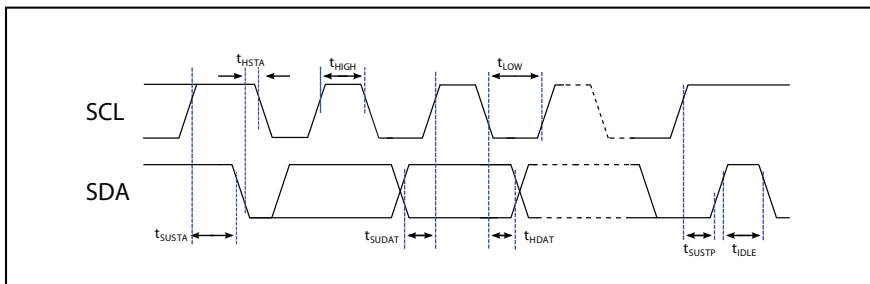 tHSTA tHIGH tLOW
SCL
SDA
tSUSTA tSUDAT tHDAT tSUSTP tIDLE